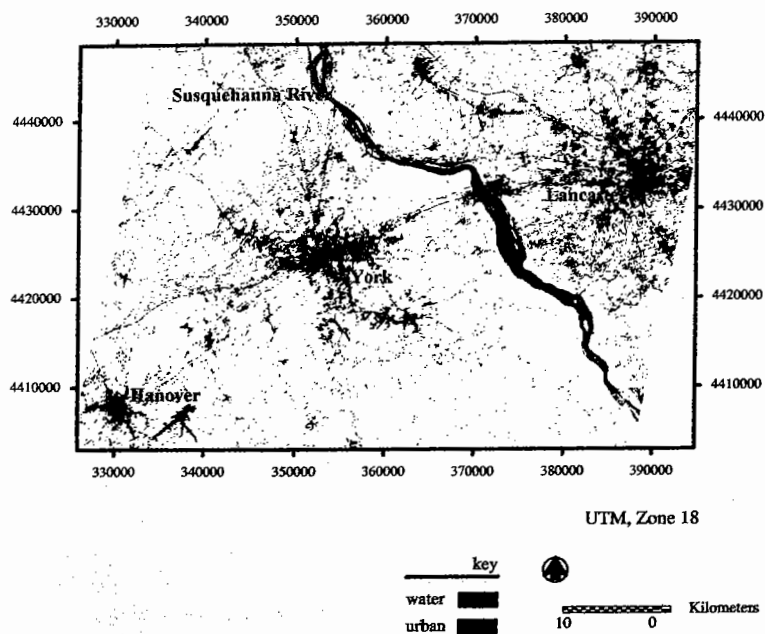 330000 340000 350000 360000 370000 380000 390000
Susquehanna River
4440000 4440000
Lancaster
4430000 4430000
York
4420000 4420000
4410000 4410000
Hanover
330000 340000 350000 360000 370000 380000 390000
UTM, Zone 18
key
water
urban
10 0 Kilometers